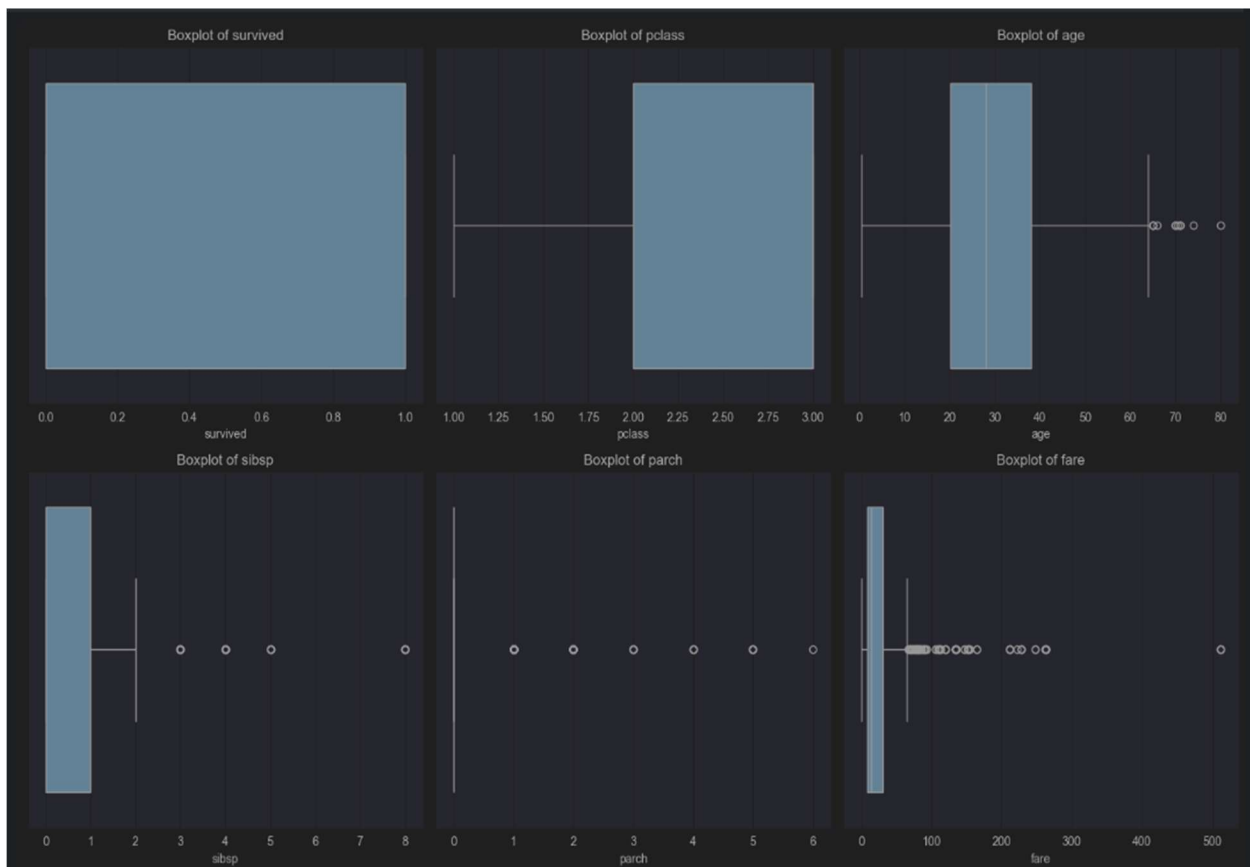 Boxplot of survived
Boxplot of pclass
Boxplot of age
0.0 0.2 0.4 0.6 0.8 1.0
survived
1.00 1.25 1.50 1.75 2.00 2.25 2.50 2.75 3.00
pclass
0 10 20 30 40 50 60 70 80
age
Boxplot of sibsp
Boxplot of parch
Boxplot of fare
0 1 2 3 4 5 6 7 8
sibsp
0 1 2 3 4 5 6
parch
0 100 200 300 400 500
fare